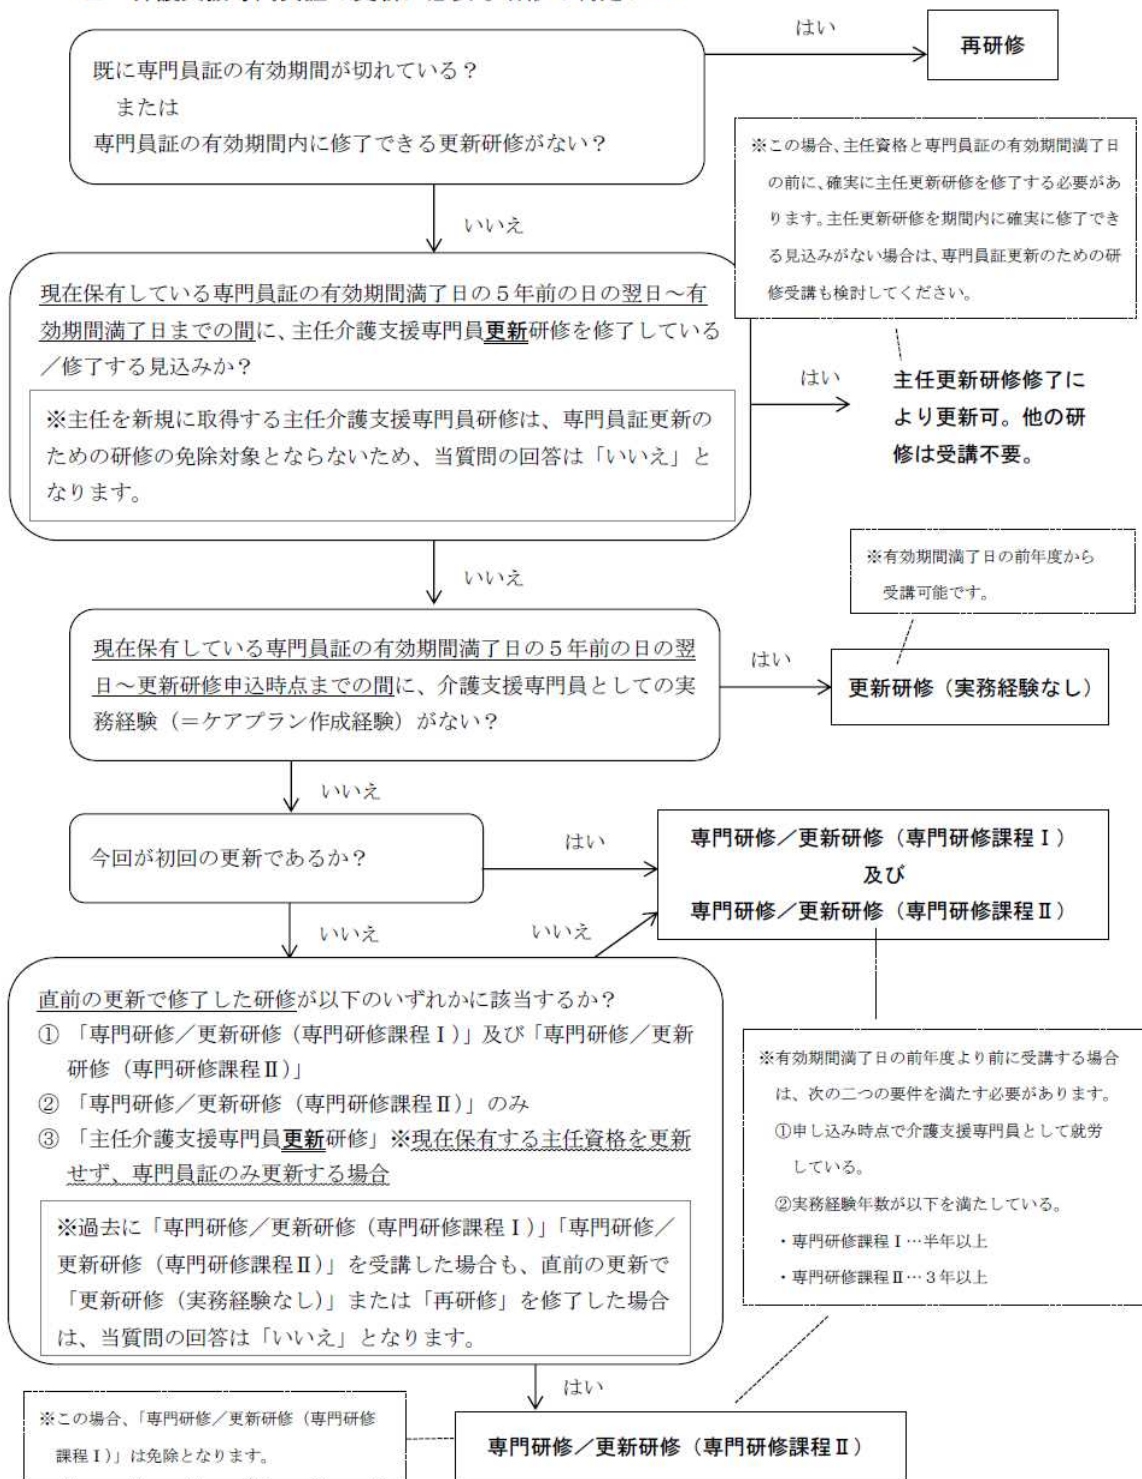 はい
再研修
既に専門員証の有効期間が切れている？
または
専門員証の有効期間内に修了できる更新研修がない？
※この場合、主任資格と専門員証の有効期間満了日
の前に、確実に主任更新研修を修了する必要があ
ります。主任更新研修を期間内に確実に修了でき
る見込みがない場合は、専門員証更新のための研
修受講も検討してください。
いいえ
現在保有している専門員証の有効期間満了日の５年前の日の翌日～有
効期間満了日までの間に、主任介護支援専門員更新研修を修了している
／修了する見込みか？
※主任を新規に取得する主任介護支援専門員研修は、専門員証更新の
ための研修の免除対象とならないため、当質問の回答は「いいえ」と
なります。
はい
主任更新研修修了に
より更新可。他の研
修は受講不要。
いいえ
※有効期間満了日の前年度から
受講可能です。
現在保有している専門員証の有効期間満了日の５年前の日の翌
日～更新研修申込時点までの間に、介護支援専門員としての実
務経験（＝ケアプラン作成経験）がない？
はい
更新研修（実務経験なし）
いいえ
今回が初回の更新であるか？
はい
専門研修／更新研修（専門研修課程Ⅰ）
及び
専門研修／更新研修（専門研修課程Ⅱ）
いいえ
いいえ
直前の更新で修了した研修が以下のいずれかに該当するか？
① 「専門研修／更新研修（専門研修課程Ⅰ）」及び「専門研修／更新
研修（専門研修課程Ⅱ）」
② 「専門研修／更新研修（専門研修課程Ⅱ）」のみ
③ 「主任介護支援専門員更新研修」※現在保有する主任資格を更新
せず、専門員証のみ更新する場合
※過去に「専門研修／更新研修（専門研修課程Ⅰ）」「専門研修／
更新研修（専門研修課程Ⅱ）」を受講した場合も、直前の更新で
「更新研修（実務経験なし）」または「再研修」を修了した場合
は、当質問の回答は「いいえ」となります。
※有効期間満了日の前年度より前に受講する場合
は、次の二つの要件を満たす必要があります。
①申し込み時点で介護支援専門員として就労
している。
②実務経験年数が以下を満たしている。
・専門研修課程Ⅰ…半年以上
・専門研修課程Ⅱ…３年以上
はい
※この場合、「専門研修／更新研修（専門研修
課程Ⅰ）」は免除となります。
専門研修／更新研修（専門研修課程Ⅱ）